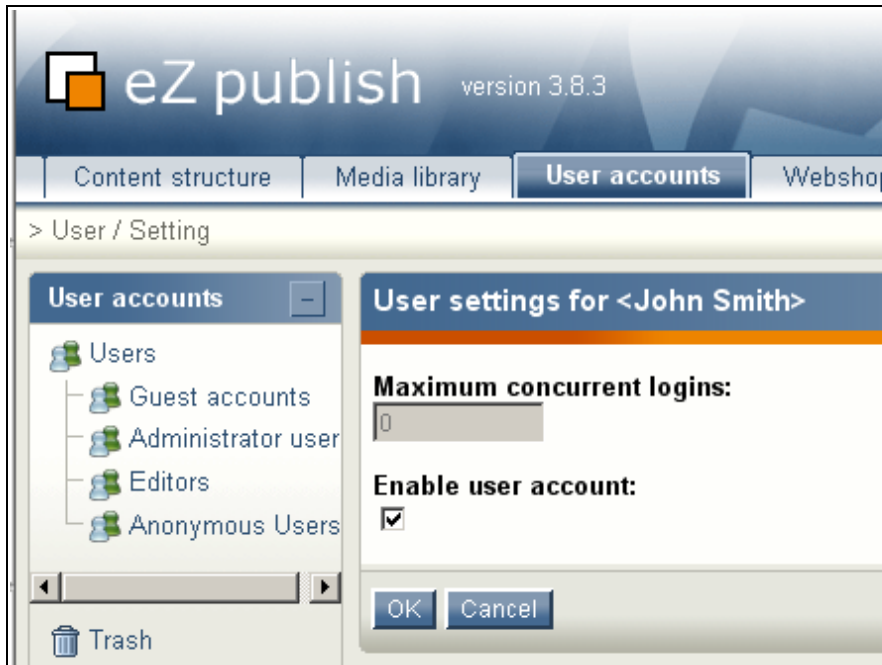 eZ publish version 3.8.3
Content structure Media library User accounts Webshop
> User / Setting
User accounts
Users
Guest accounts
Administrator user
Editors
Anonymous Users
Trash
User settings for <John Smith>
Maximum concurrent logins:
0
Enable user account:
OK Cancel